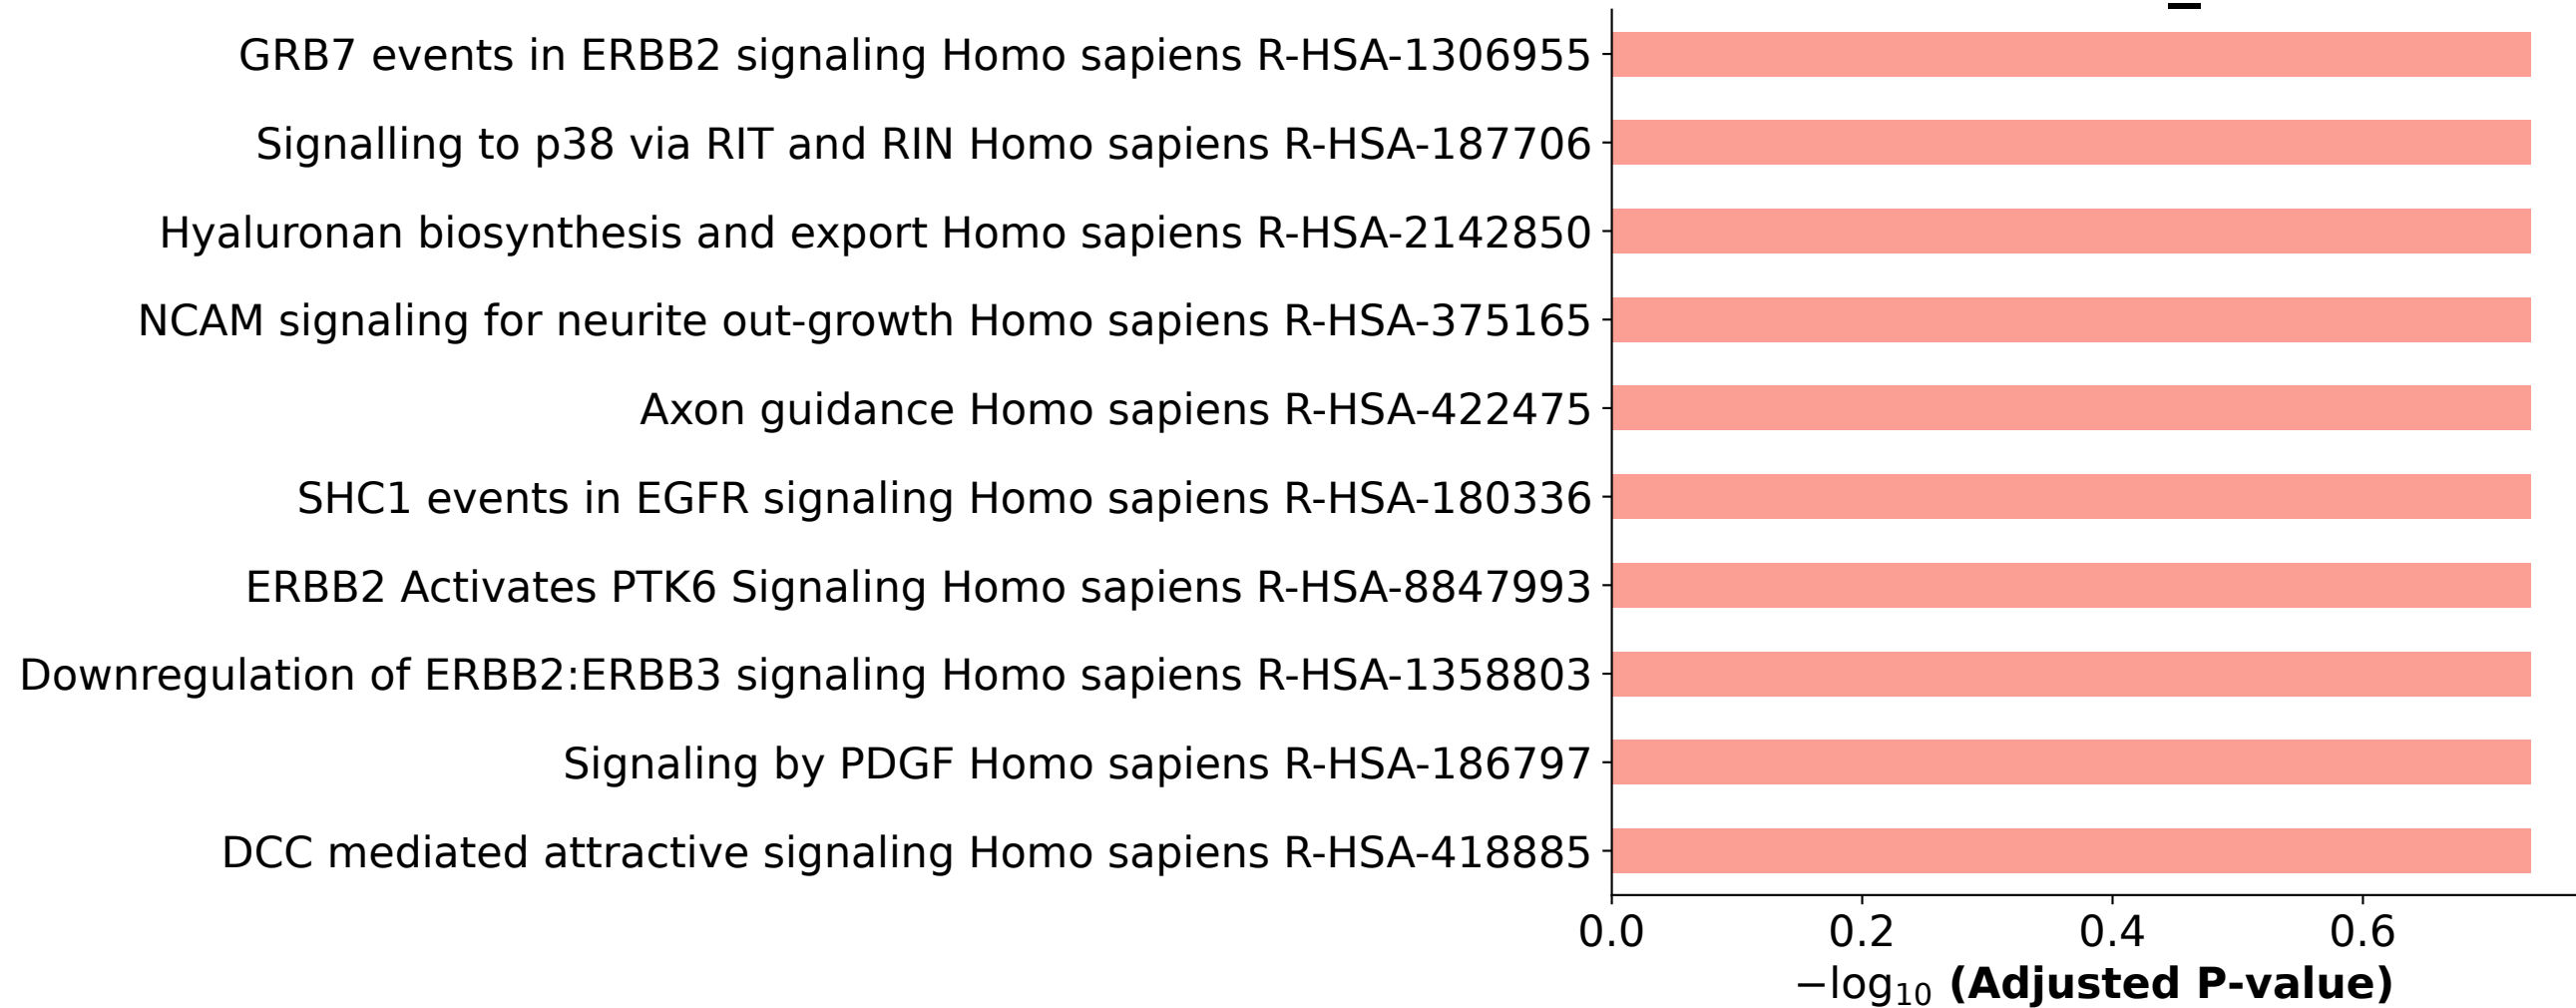 GRB7 events in ERBB2 signaling Homo sapiens R-HSA-1306955
Signalling to p38 via RIT and RIN Homo sapiens R-HSA-187706
Hyaluronan biosynthesis and export Homo sapiens R-HSA-2142850
NCAM signaling for neurite out-growth Homo sapiens R-HSA-375165
Axon guidance Homo sapiens R-HSA-422475
SHC1 events in EGFR signaling Homo sapiens R-HSA-180336
ERBB2 Activates PTK6 Signaling Homo sapiens R-HSA-8847993
Downregulation of ERBB2:ERBB3 signaling Homo sapiens R-HSA-1358803
Signaling by PDGF Homo sapiens R-HSA-186797
DCC mediated attractive signaling Homo sapiens R-HSA-418885
0.0 0.2 0.4 0.6
−log₁₀ (Adjusted P-value)